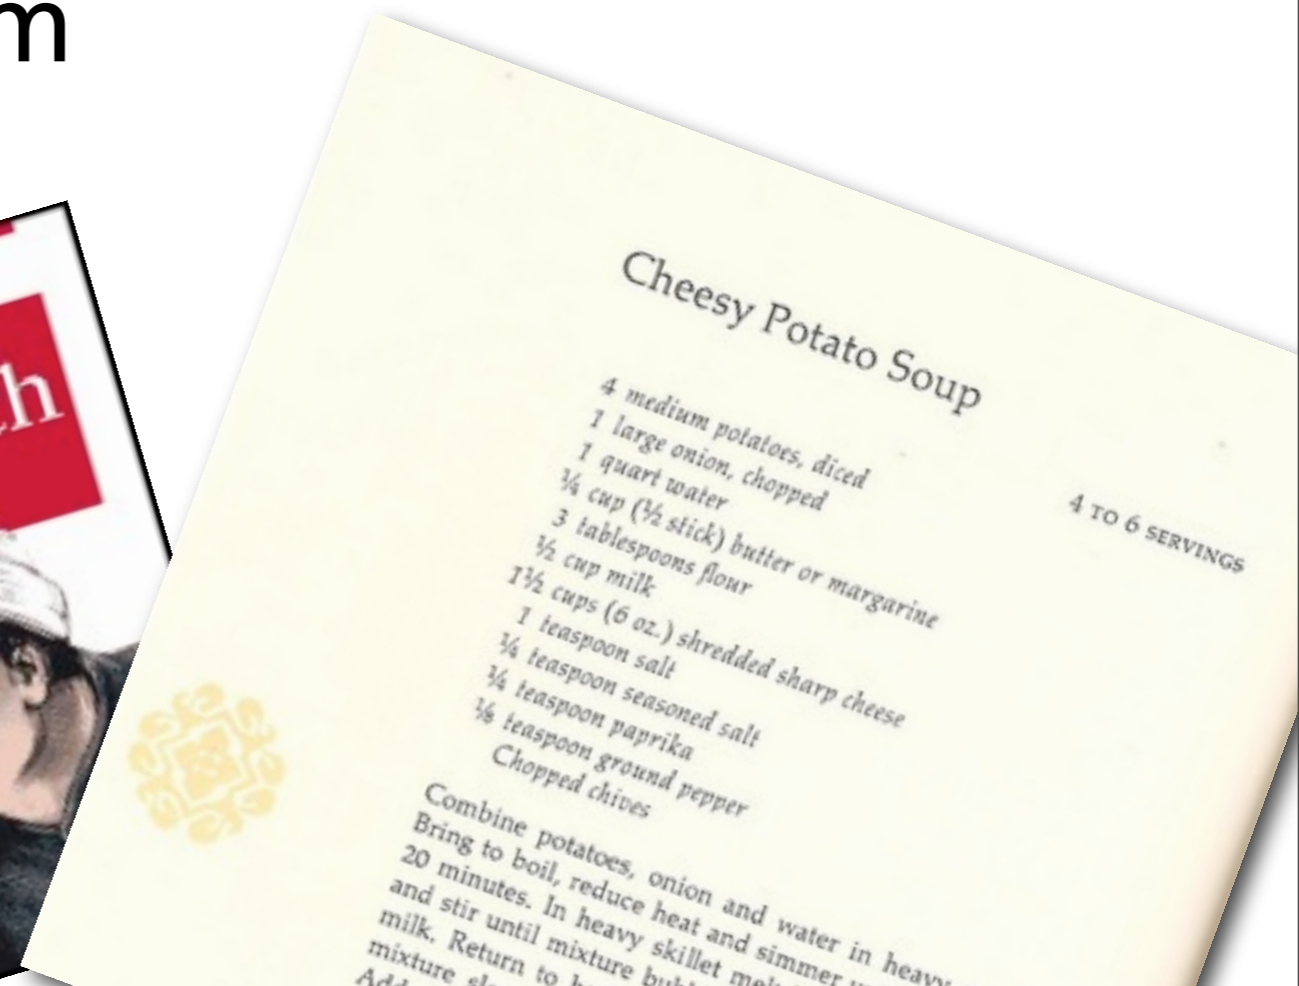 m
th
Cheesy Potato Soup
4 TO 6 SERVINGS
4 medium potatoes, diced
1 large onion, chopped
1 quart water
¼ cup (½ stick) butter or margarine
3 tablespoons flour
½ cup milk
1½ cups (6 oz.) shredded sharp cheese
1 teaspoon salt
¼ teaspoon seasoned salt
¼ teaspoon paprika
⅛ teaspoon ground pepper
Chopped chives
Combine potatoes, onion and water in heavy
Bring to boil, reduce heat and simmer
20 minutes. In heavy skillet
and stir until mixture
milk. Return to
mixture
Add